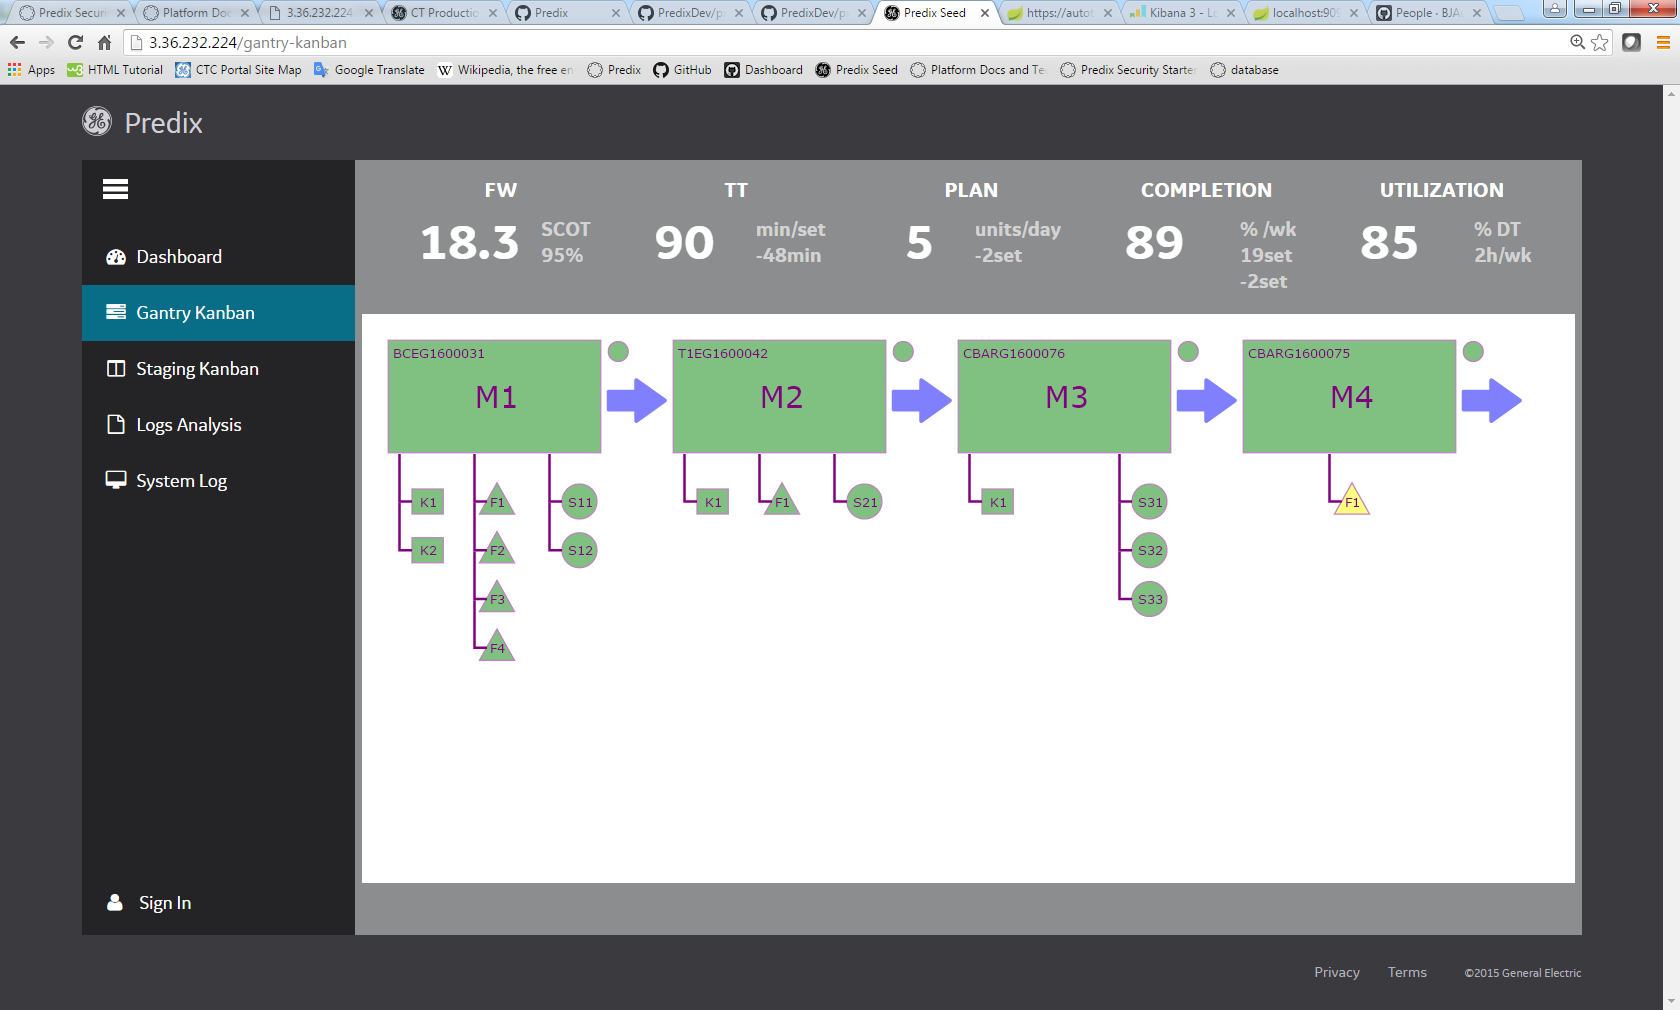 Predix Securi
Platform Doc
3.36.232.224
CT Productio
Predix
PredixDev/p
PredixDev/p
Predix Seed
https://autot
Kibana 3 - Lo
localhost:909
People · BJA
3.36.232.224/gantry-kanban
Apps
HTML Tutorial
CTC Portal Site Map
Google Translate
Wikipedia, the free en
Predix
GitHub
Dashboard
Predix Seed
Platform Docs and Te
Predix Security Starter
database
Predix
Dashboard
Gantry Kanban
Staging Kanban
Logs Analysis
System Log
Sign In
FW
18.3
SCOT
95%
TT
90
min/set
-48min
PLAN
5
units/day
-2set
COMPLETION
89
% /wk
19set
-2set
UTILIZATION
85
% DT
2h/wk
BCEG1600031
M1
K1
K2
F1
F2
F3
F4
S11
S12
T1EG1600042
M2
K1
F1
S21
CBARG1600076
M3
K1
S31
S32
S33
CBARG1600075
M4
F1
Privacy
Terms
©2015 General Electric